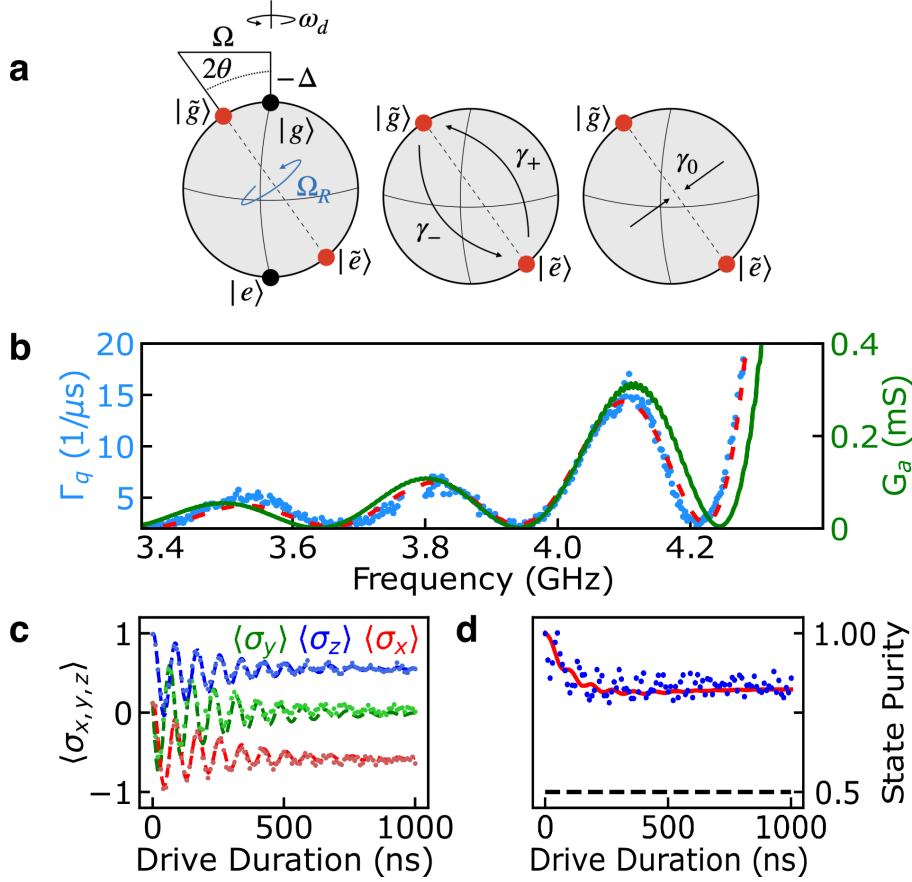 a
ω_d
Ω
2θ
−Δ
|g̃⟩
|g⟩
Ω_R
|ẽ⟩
|e⟩
|g̃⟩
γ_+
γ_−
|ẽ⟩
|g̃⟩
γ_0
|ẽ⟩
b
20
15
10
5
Γ_q (1/μs)
0.4
0.2
0
G_a (mS)
3.4 3.6 3.8 4.0 4.2
Frequency (GHz)
c
⟨σ_x,y,z⟩
1
0
−1
⟨σ_y⟩ ⟨σ_z⟩ ⟨σ_x⟩
0 500 1000
Drive Duration (ns)
d
1.00
0.5
State Purity
0 500 1000
Drive Duration (ns)